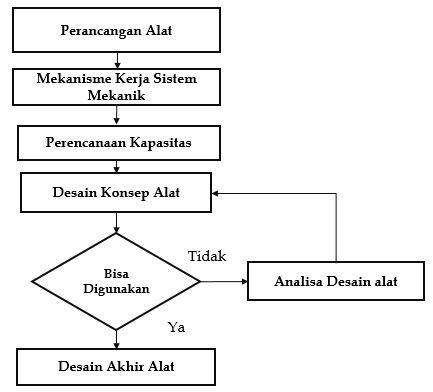 Perancangan Alat
Mekanisme Kerja Sistem
Mekanik
Perencanaan Kapasitas
Desain Konsep Alat
Tidak
Bisa
Digunakan
Analisa Desain alat
Ya
Desain Akhir Alat